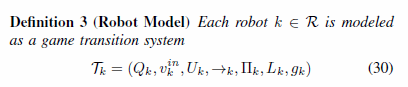 Definition 3 (Robot Model) Each robot k ∈ R is modeled
as a game transition system
T_k = (Q_k, v_k^{in}, U_k, →_k, Π_k, L_k, g_k) (30)